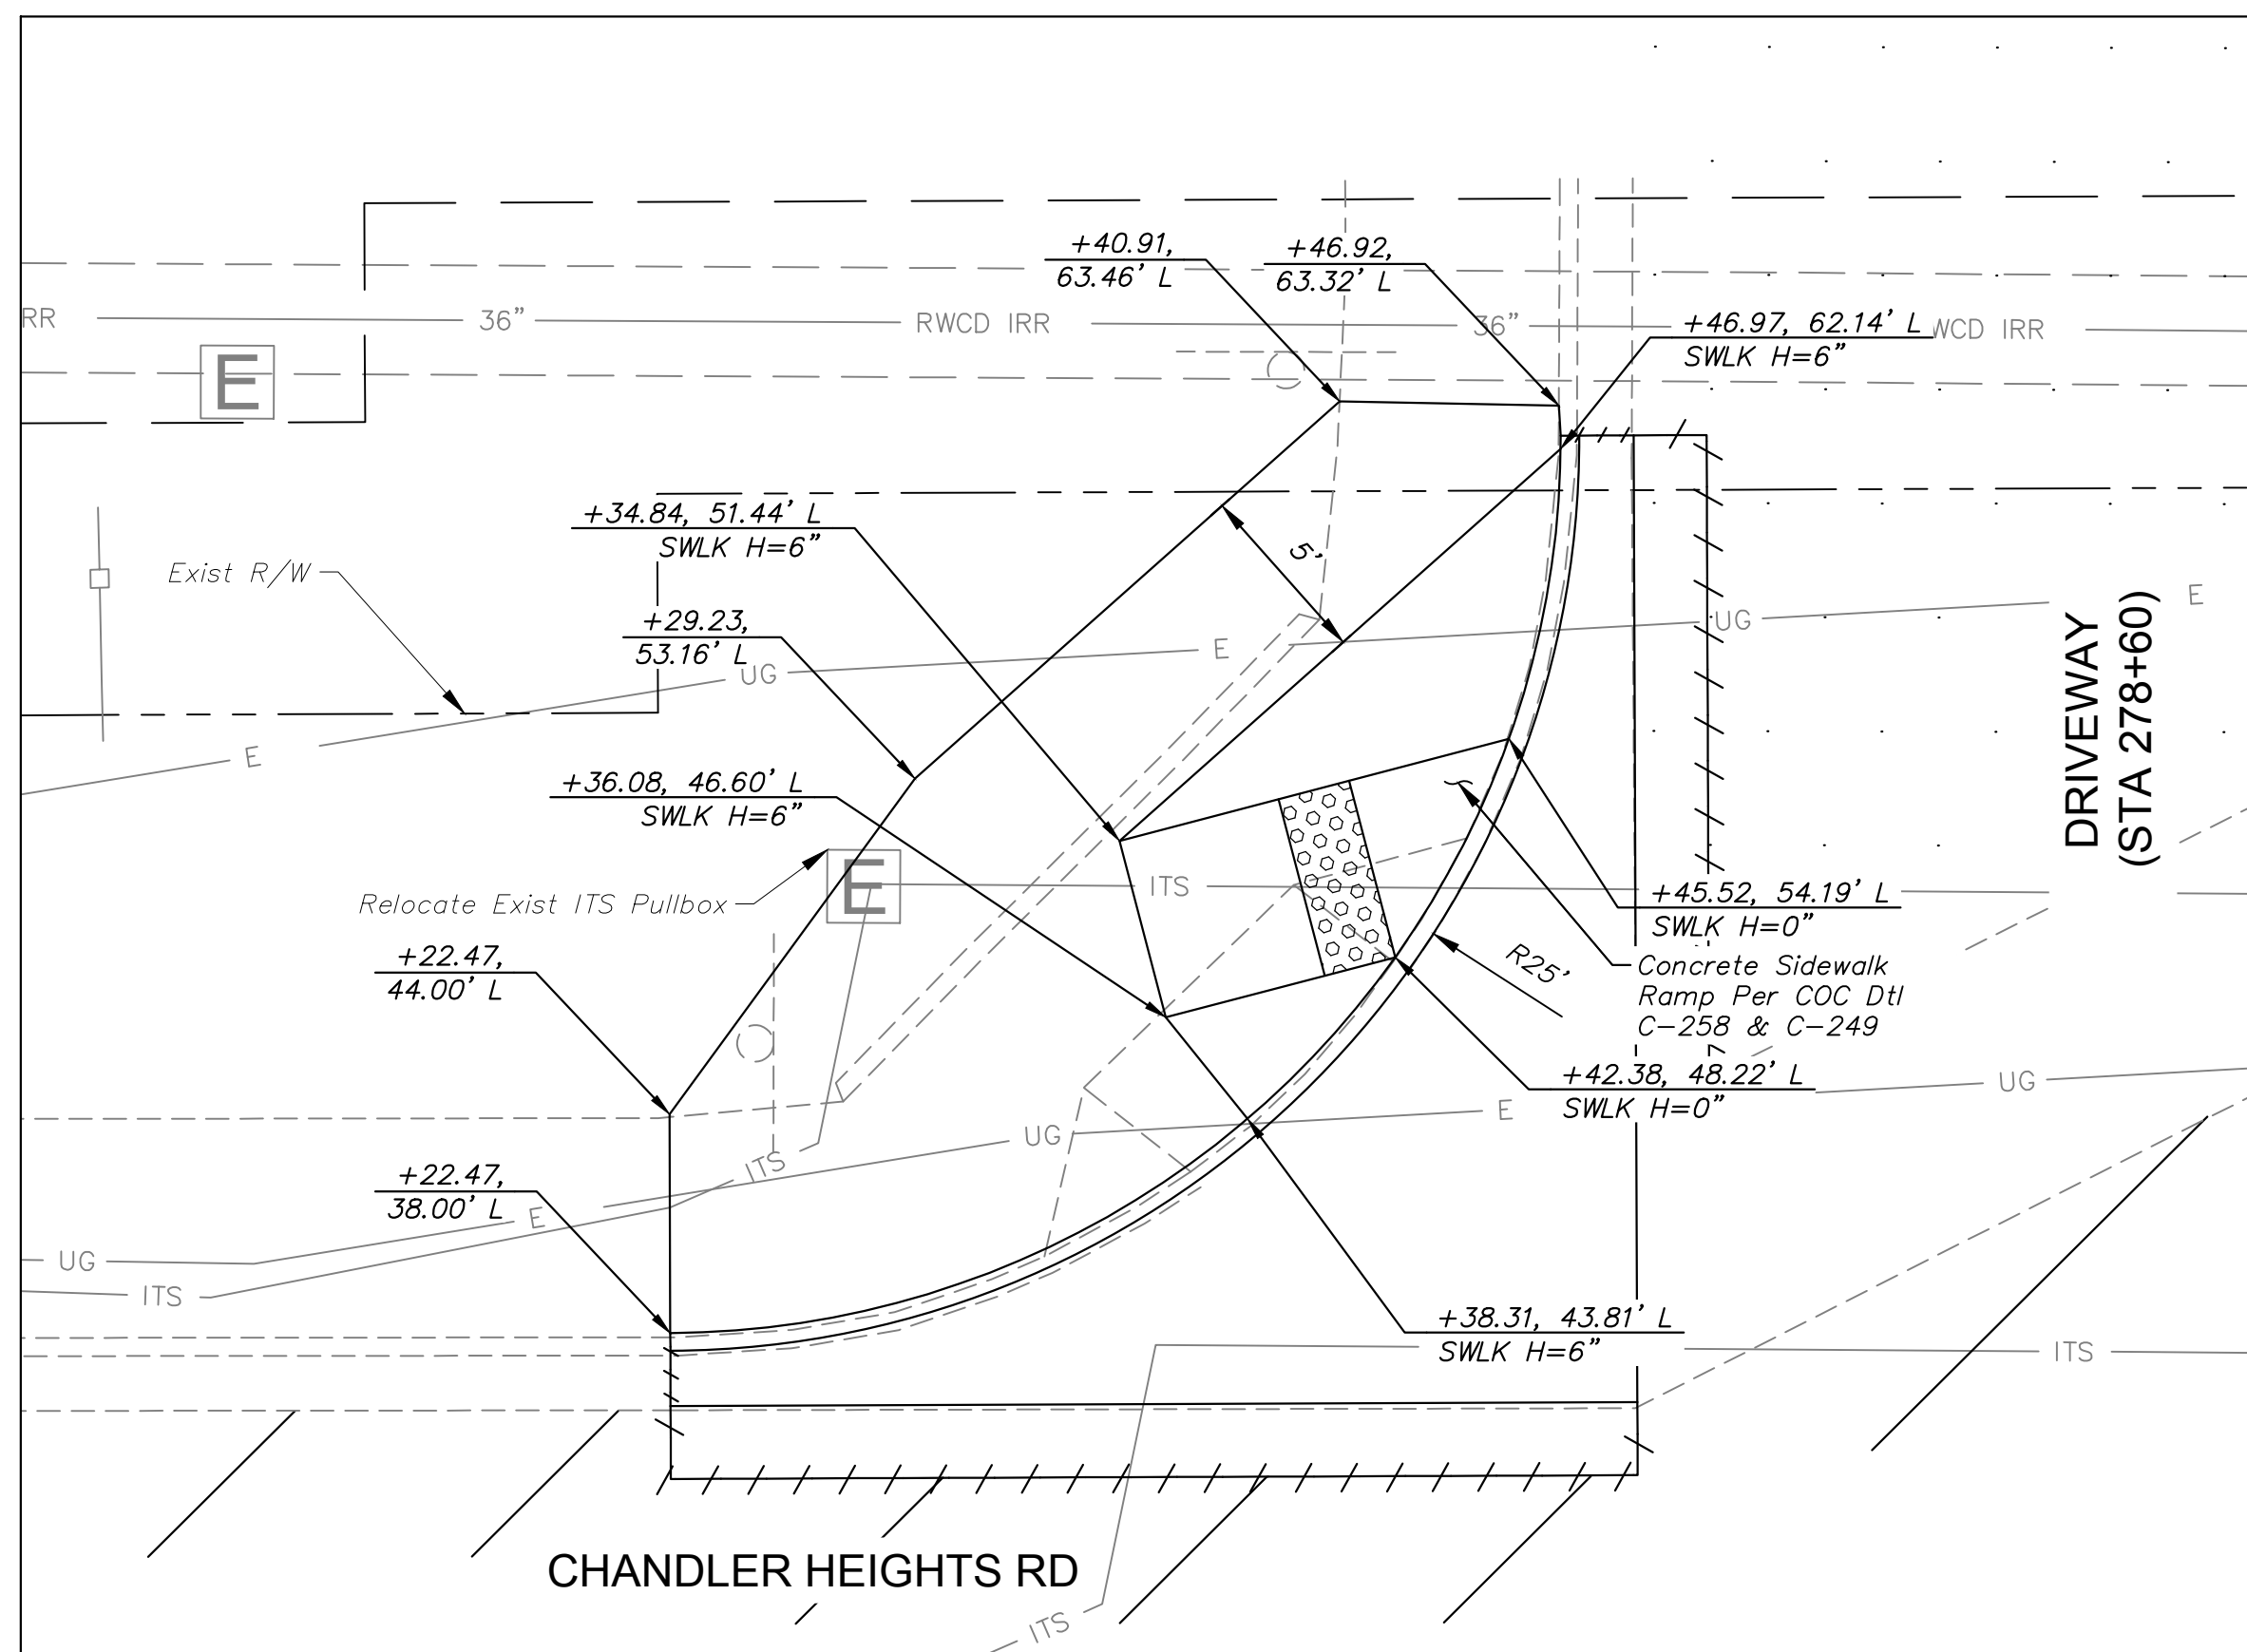 +40.91,
63.46' L
+46.92,
63.32' L
RR
36"
RWCD IRR
36"
+46.97, 62.14' L
SWLK H=6"
WCD IRR
E
+34.84, 51.44' L
SWLK H=6"
5'
Exist R/W
+29.23,
53.16' L
UG
E
UG
E
E
DRIVEWAY
(STA 278+60)
+36.08, 46.60' L
SWLK H=6"
E
ITS
Relocate Exist ITS Pullbox
+45.52, 54.19' L
SWLK H=0"
+22.47,
44.00' L
R25'
Concrete Sidewalk
Ramp Per COC Dtl
C-258 & C-249
+42.38, 48.22' L
SWLK H=0"
UG
E
UG
ITS
+22.47,
38.00' L
E
UG
ITS
+38.31, 43.81' L
SWLK H=6"
ITS
CHANDLER HEIGHTS RD
ITS